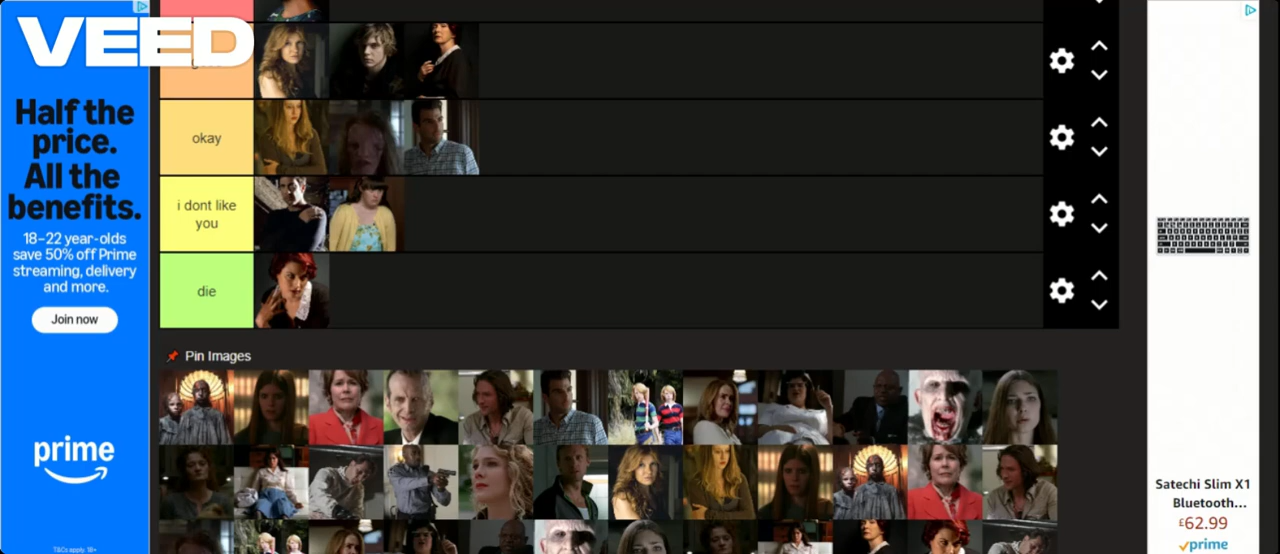 VEED
Half the
price.
All the
benefits.
18–22 year-olds
save 50% off Prime
streaming, delivery
and more.
Join now
prime
T&Cs apply. 18+
okay
i dont like
you
die
Pin Images
Satechi Slim X1
Bluetooth...
£62.99
prime